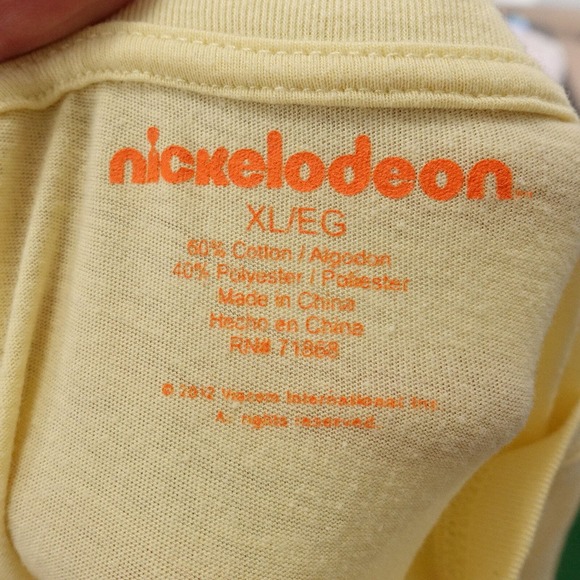 nickelodeon
XL/EG
60% Cotton / Algodon
40% Polyester / Poliester
Made in China
Hecho en China
RN# 71868
© 2012 Viacom International Inc.
All rights reserved.